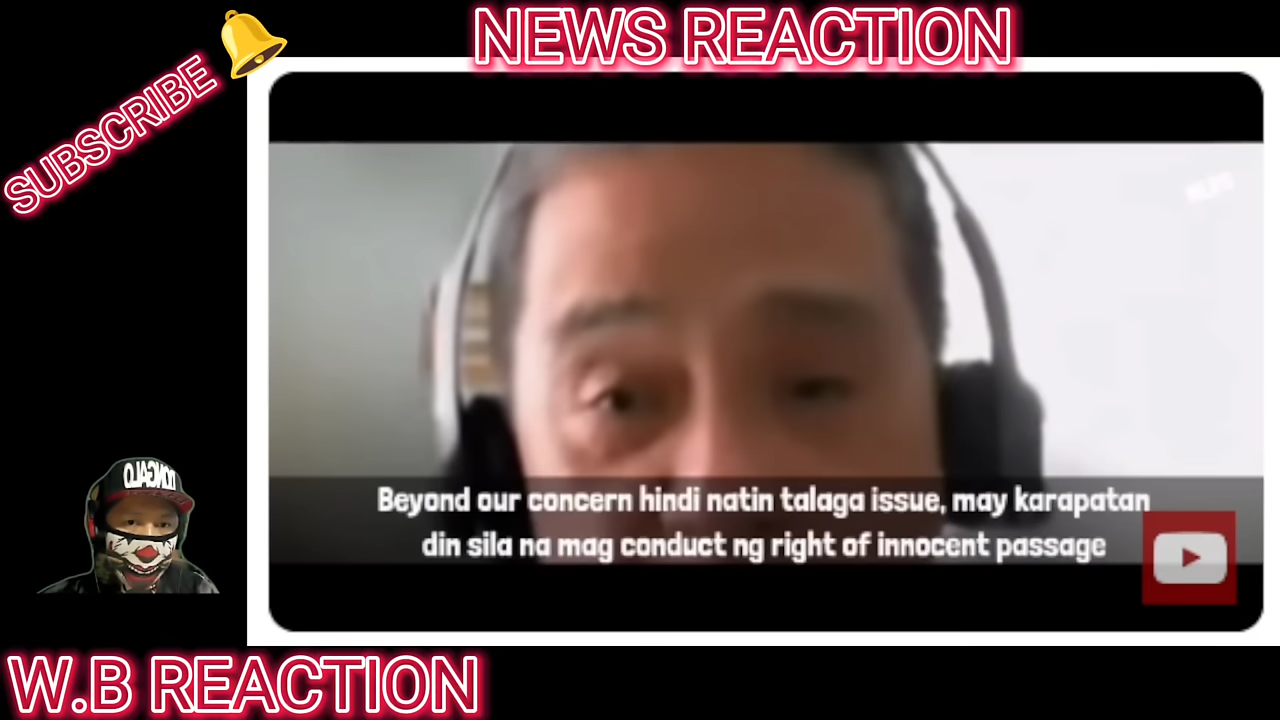 NEWS REACTION
SUBSCRIBE
Beyond our concern hindi natin talaga issue, may karapatan
din sila na mag conduct ng right of innocent passage
W.B REACTION